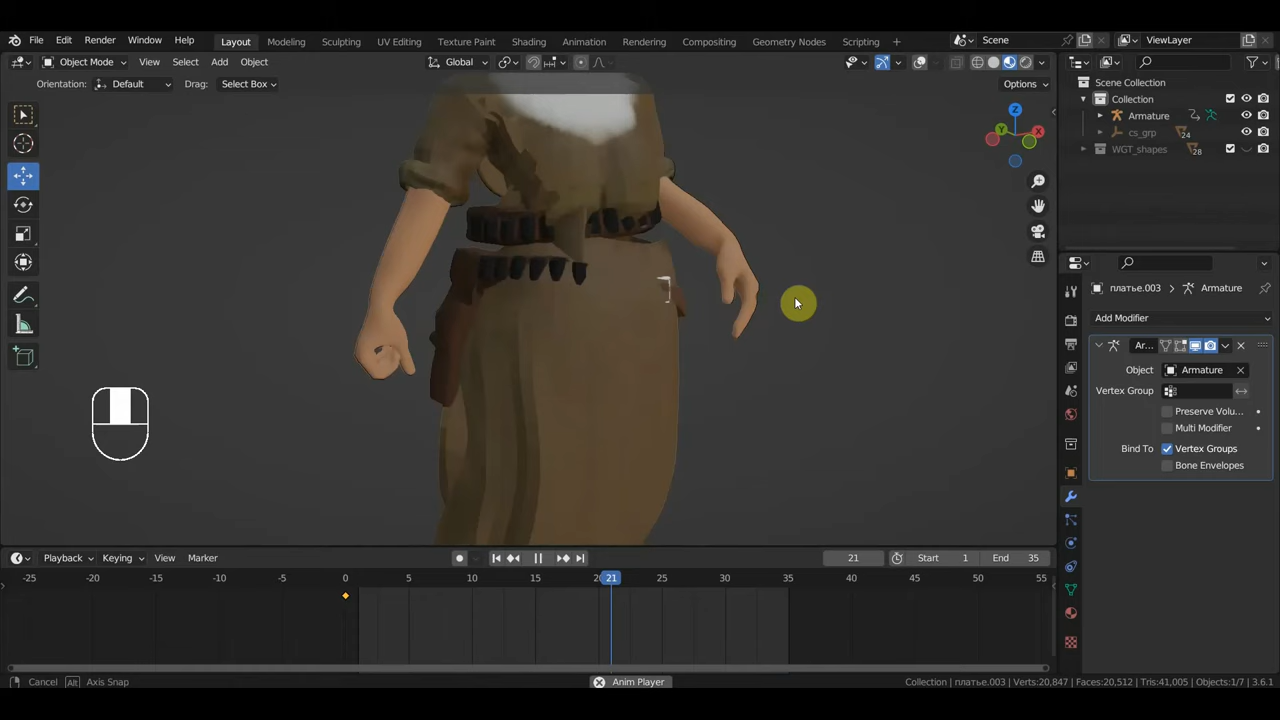 File Edit Render Window Help Layout Modeling Sculpting UV Editing Texture Paint Shading Animation Rendering Compositing Geometry Nodes Scripting + Scene ViewLayer
Object Mode View Select Add Object Global
Orientation: Default Drag: Select Box Options
Z
Y
X
Scene Collection
Collection
Armature
cs_grp 24
WGT_shapes 28
платье.003 Armature
Add Modifier
Ar...
Object Armature
Vertex Group
Preserve Volu...
Multi Modifier
Bind To Vertex Groups
Bone Envelopes
Playback Keying View Marker 21 Start 1 End 35
-25 -20 -15 -10 -5 0 5 10 15 20 21 25 30 35 40 45 50 55
Cancel Alt Axis Snap Anim Player Collection | платье.003 | Verts:20,847 | Faces:20,512 | Tris:41,005 | Objects:1/7 | 3.6.1